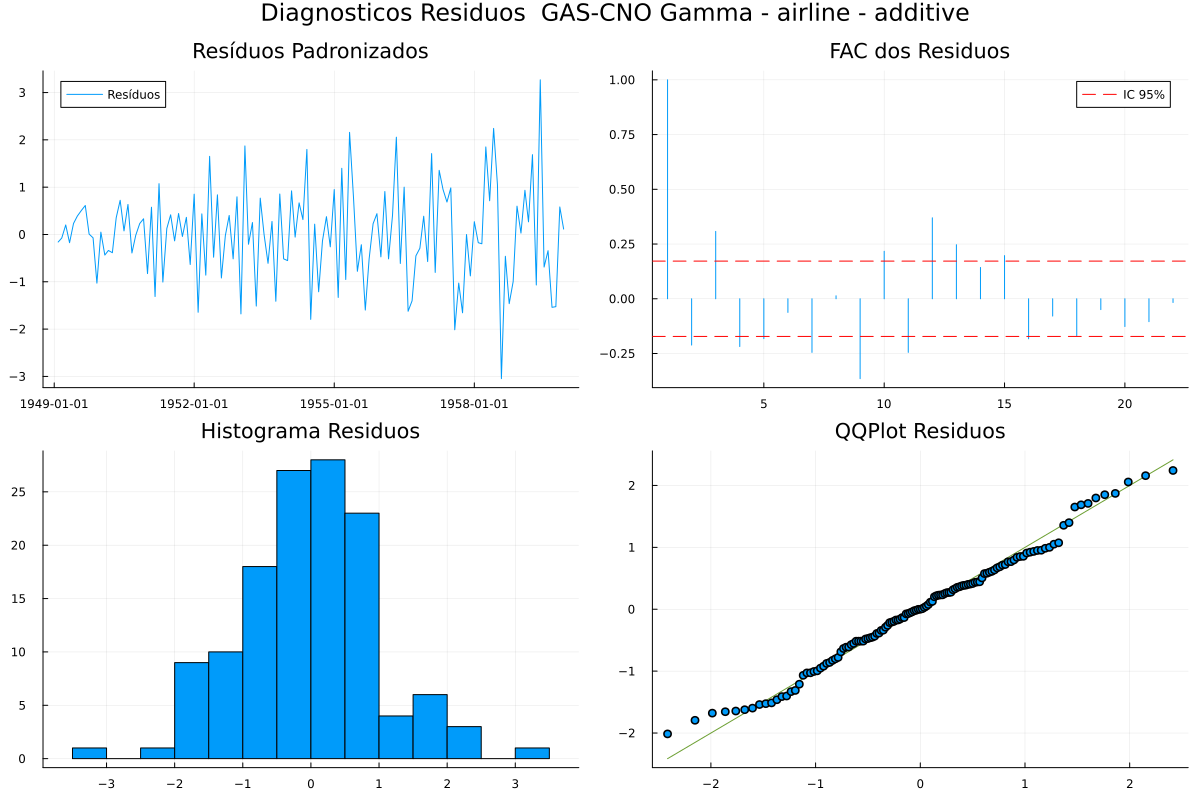 Diagnosticos Residuos  GAS-CNO Gamma - airline - additive
Resíduos Padronizados
Resíduos
3
2
1
0
−1
−2
−3
1949-01-01 1952-01-01 1955-01-01 1958-01-01
FAC dos Residuos
IC 95%
1.00
0.75
0.50
0.25
0.00
−0.25
5 10 15 20
Histograma Residuos
25
20
15
10
5
0
−3 −2 −1 0 1 2 3
QQPlot Residuos
2
1
0
−1
−2
−2 −1 0 1 2